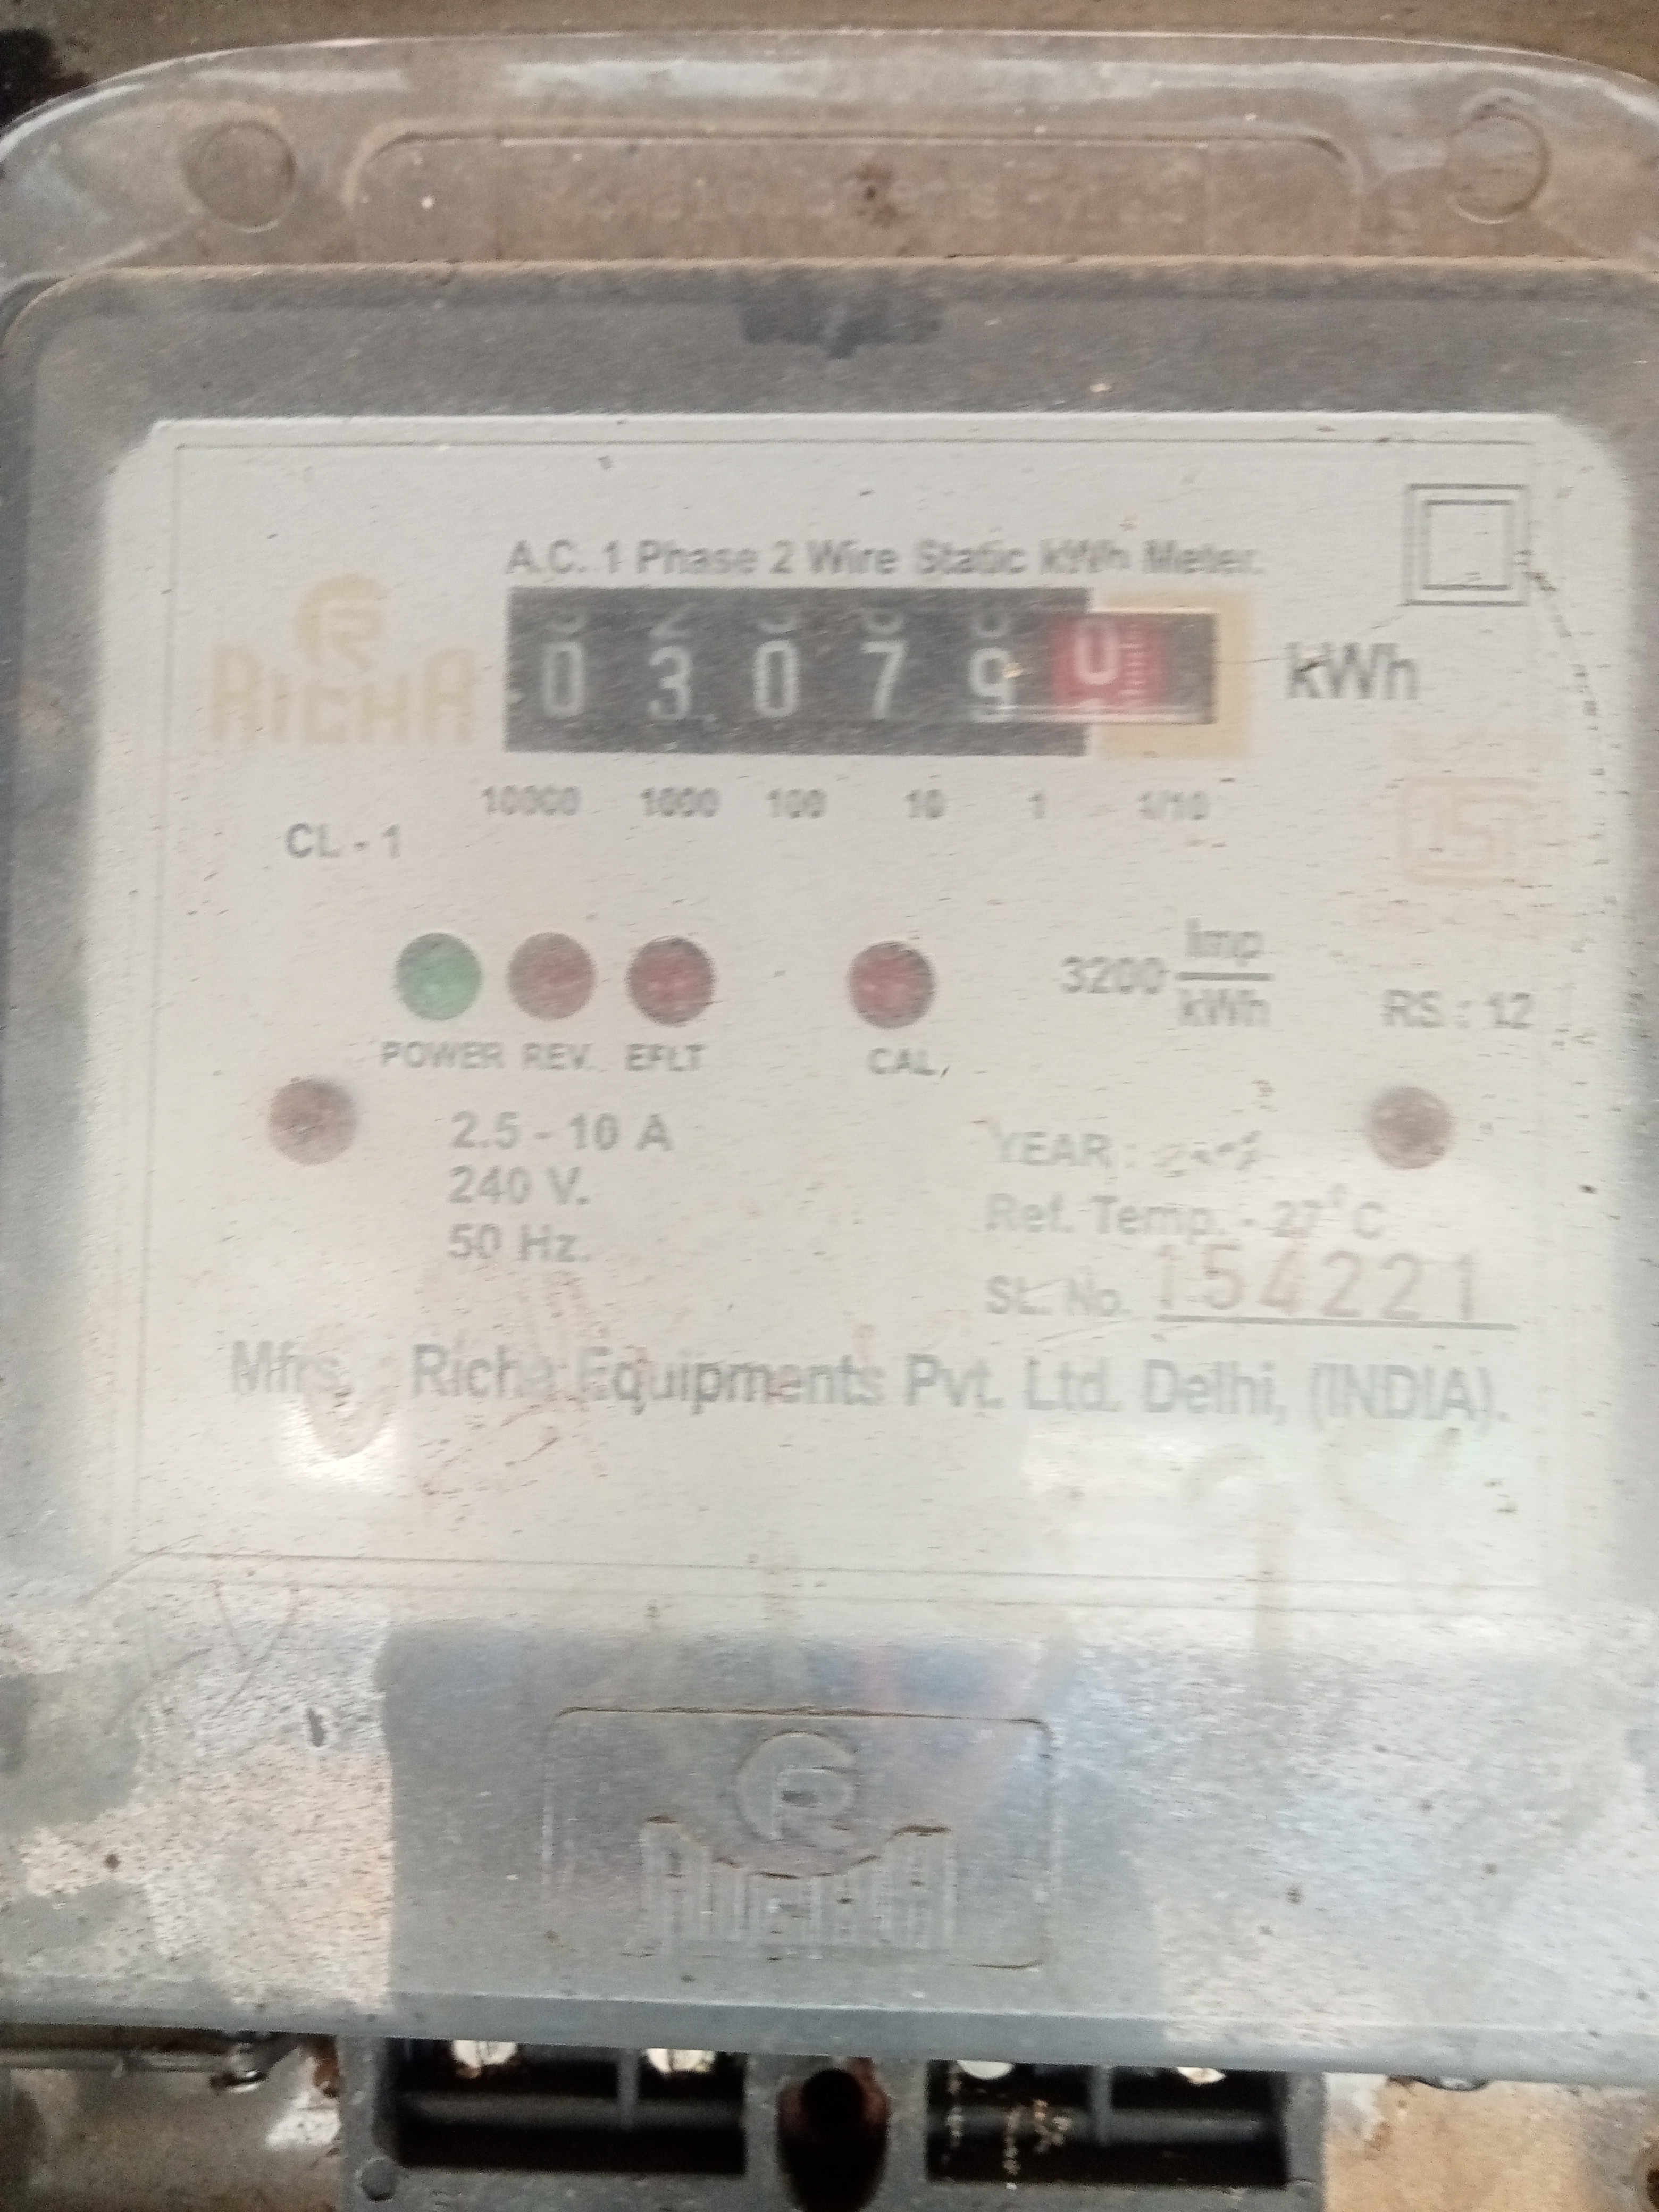 A.C. 1 Phase 2 Wire Static kWh Meter.
RICHA
0 3 0 7 9 0
kWh
10000 1000 100 10 1 1/10
CL - 1
3200 Imp
kWh
RS : 12
POWER REV. EFLT CAL.
2.5 - 10 A
240 V.
50 Hz.
YEAR :
Ref. Temp. - 27°C
SL. No. 154221
Mfrs. Richa Equipments Pvt. Ltd. Delhi, (INDIA).
RICHA